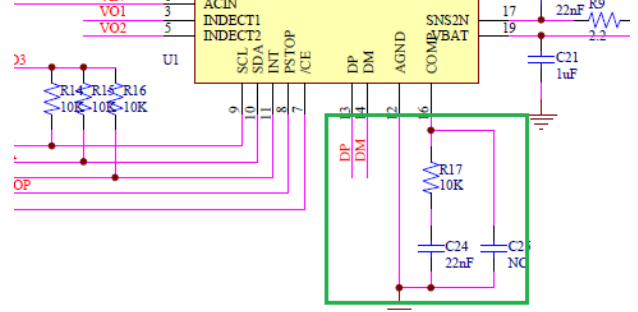 ACIN
VO1 3 INDECT1
VO2 5 INDECT2
U1
SCL
SDA
INT
PSTOP
/CE
DP
DM
AGND
COMP
SNS2N 17
VBAT 19
22nF R9
2.2
C21
1uF
R14
10K
R15
10K
R16
10K
9
10
11
8
7
13
14
12
16
DP
DM
OP
R17
10K
C24
22nF
C25
NC